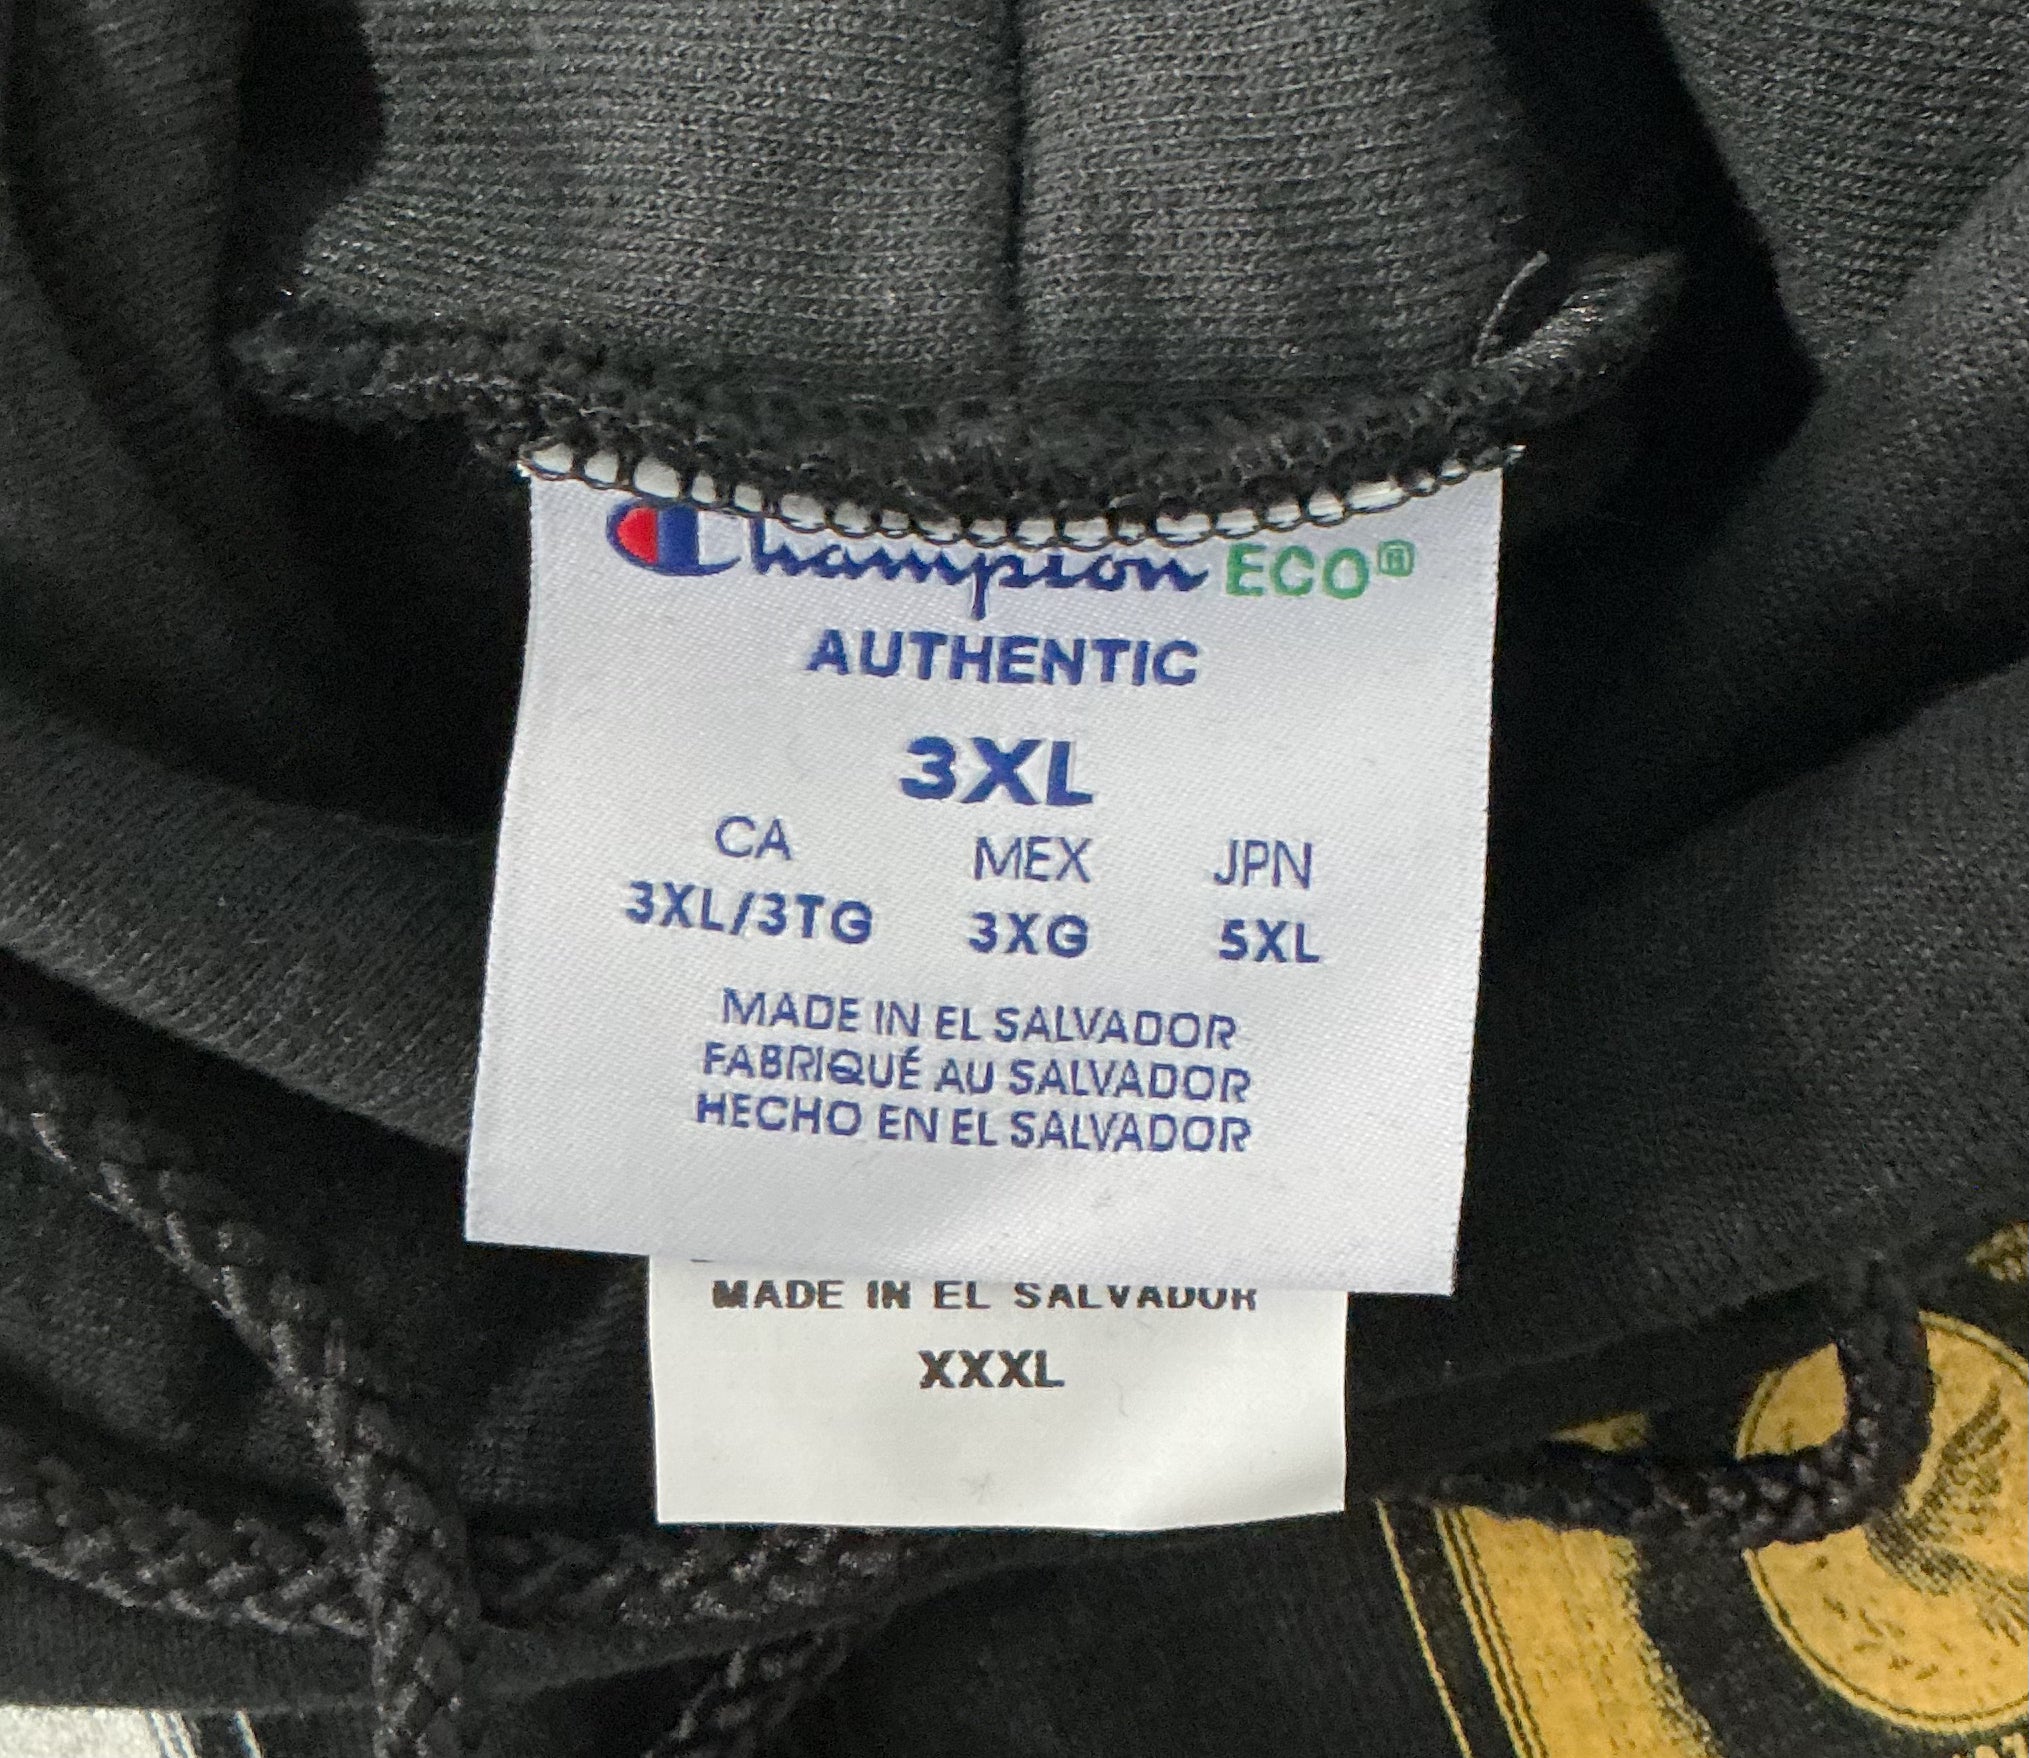 Champion ECO®
AUTHENTIC
3XL
CA MEX JPN
3XL/3TG 3XG 5XL
MADE IN EL SALVADOR
FABRIQUÉ AU SALVADOR
HECHO EN EL SALVADOR
MADE IN EL SALVADOR
XXXL